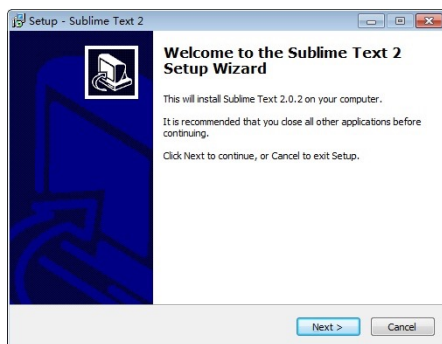 Setup - Sublime Text 2
Welcome to the Sublime Text 2
Setup Wizard
This will install Sublime Text 2.0.2 on your computer.
It is recommended that you close all other applications before
continuing.
Click Next to continue, or Cancel to exit Setup.
Next >
Cancel